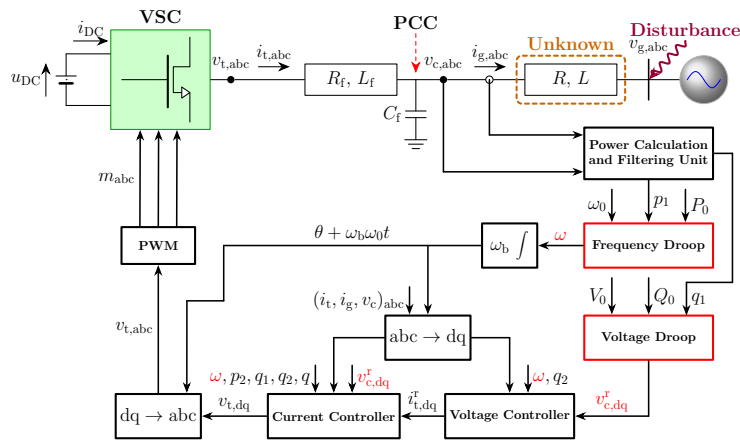 VSC
PCC
Disturbance
i_DC
v_t,abc
i_t,abc
v_c,abc
i_g,abc
Unknown
v_g,abc
u_DC
R_f, L_f
R, L
C_f
Power Calculation
and Filtering Unit
m_abc
ω_0
p_1
P_0
PWM
θ + ω_bω_0t
ω_b ∫
ω
Frequency Droop
(i_t, i_g, v_c)_abc
V_0
Q_0
q_1
v_t,abc
abc → dq
Voltage Droop
ω, p_2, q_1, q_2, q
v^r_c,dq
ω, q_2
dq → abc
v_t,dq
Current Controller
i^r_t,dq
Voltage Controller
v^r_c,dq